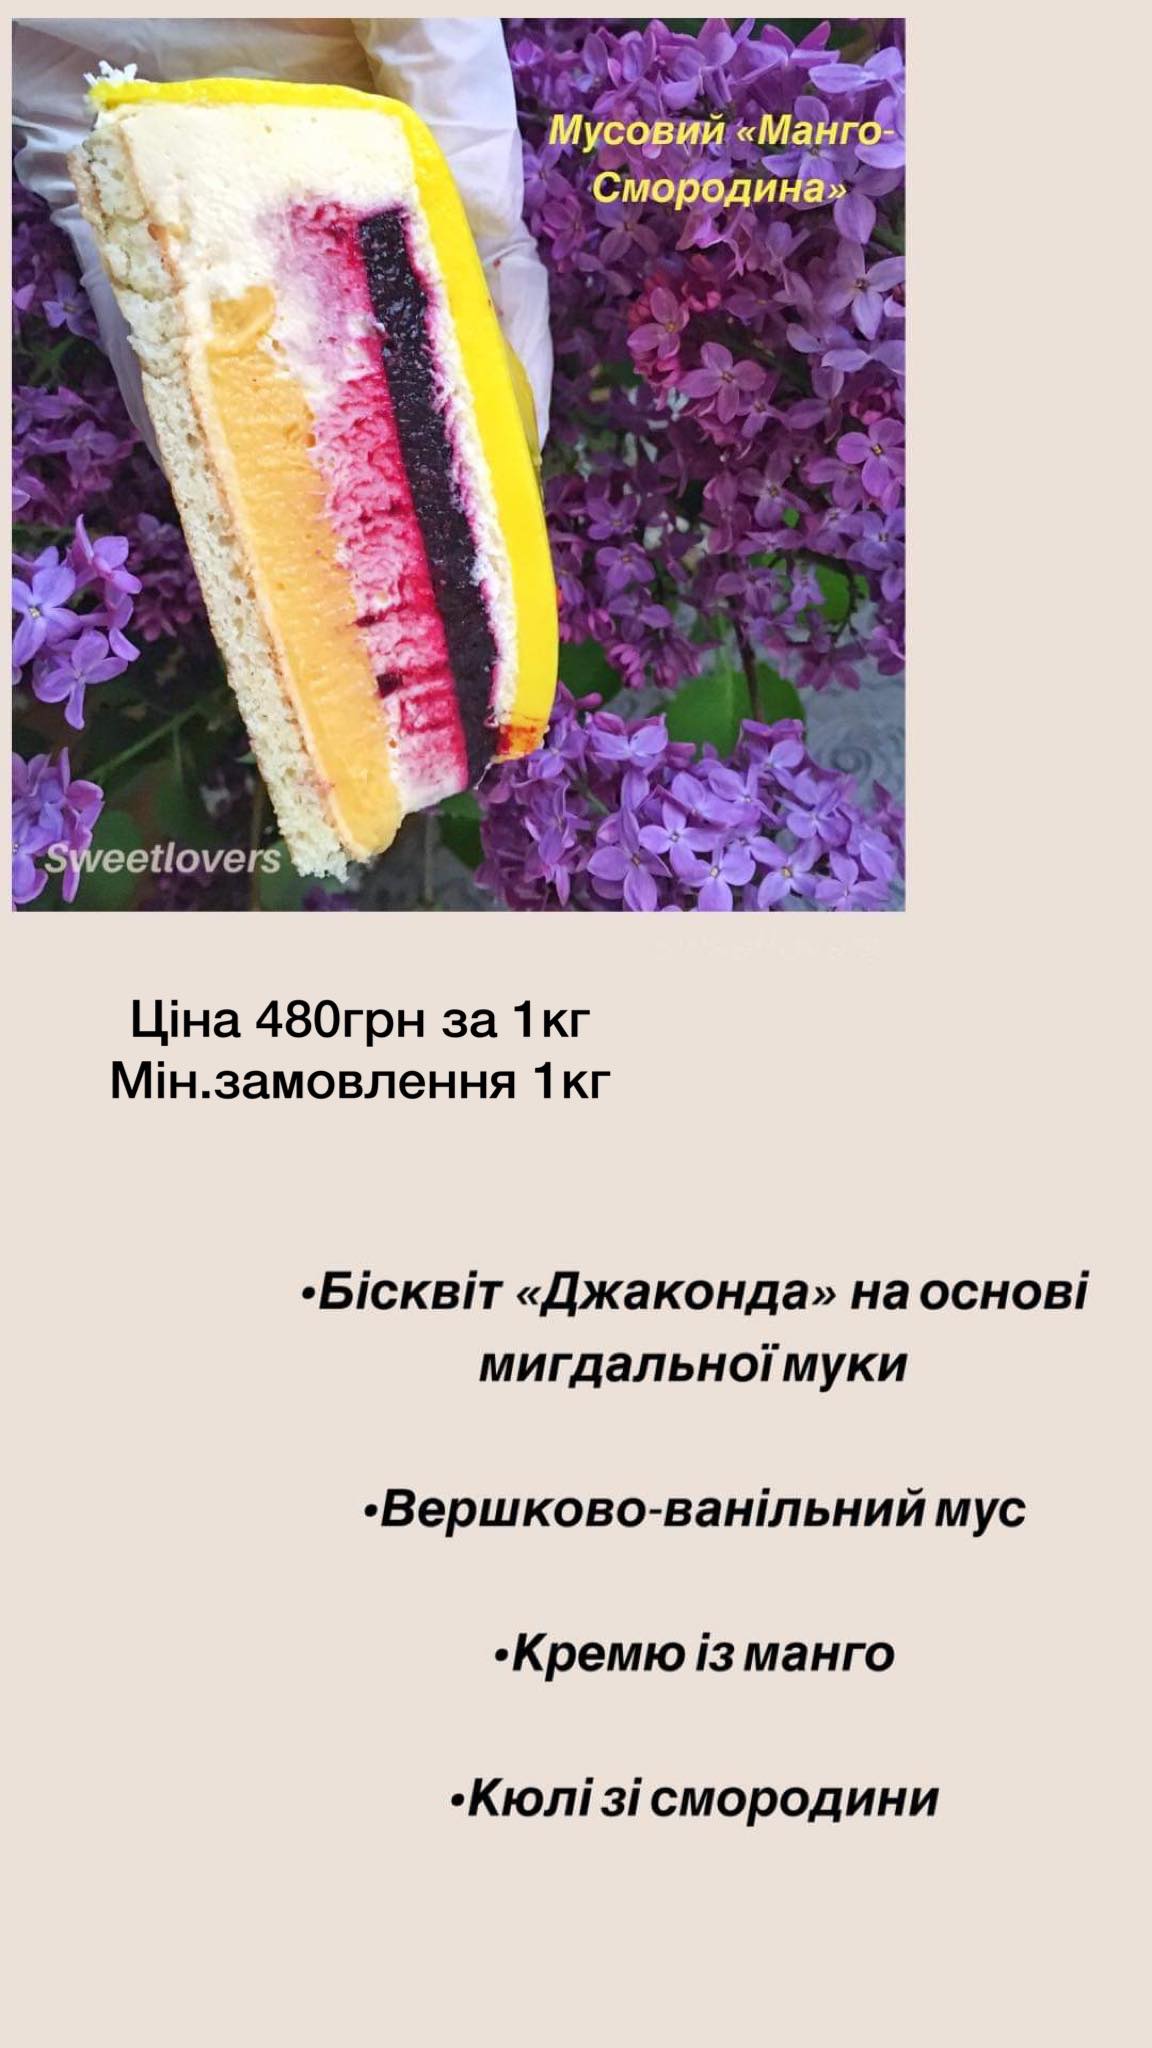 Мусовий «Манго-
Смородина»
Sweetlovers
Ціна 480грн за 1кг
Мін.замовлення 1кг
•Бісквіт «Джаконда» на основі
мигдальної муки
•Вершково-ванільний мус
•Кремю із манго
•Кюлі зі смородини